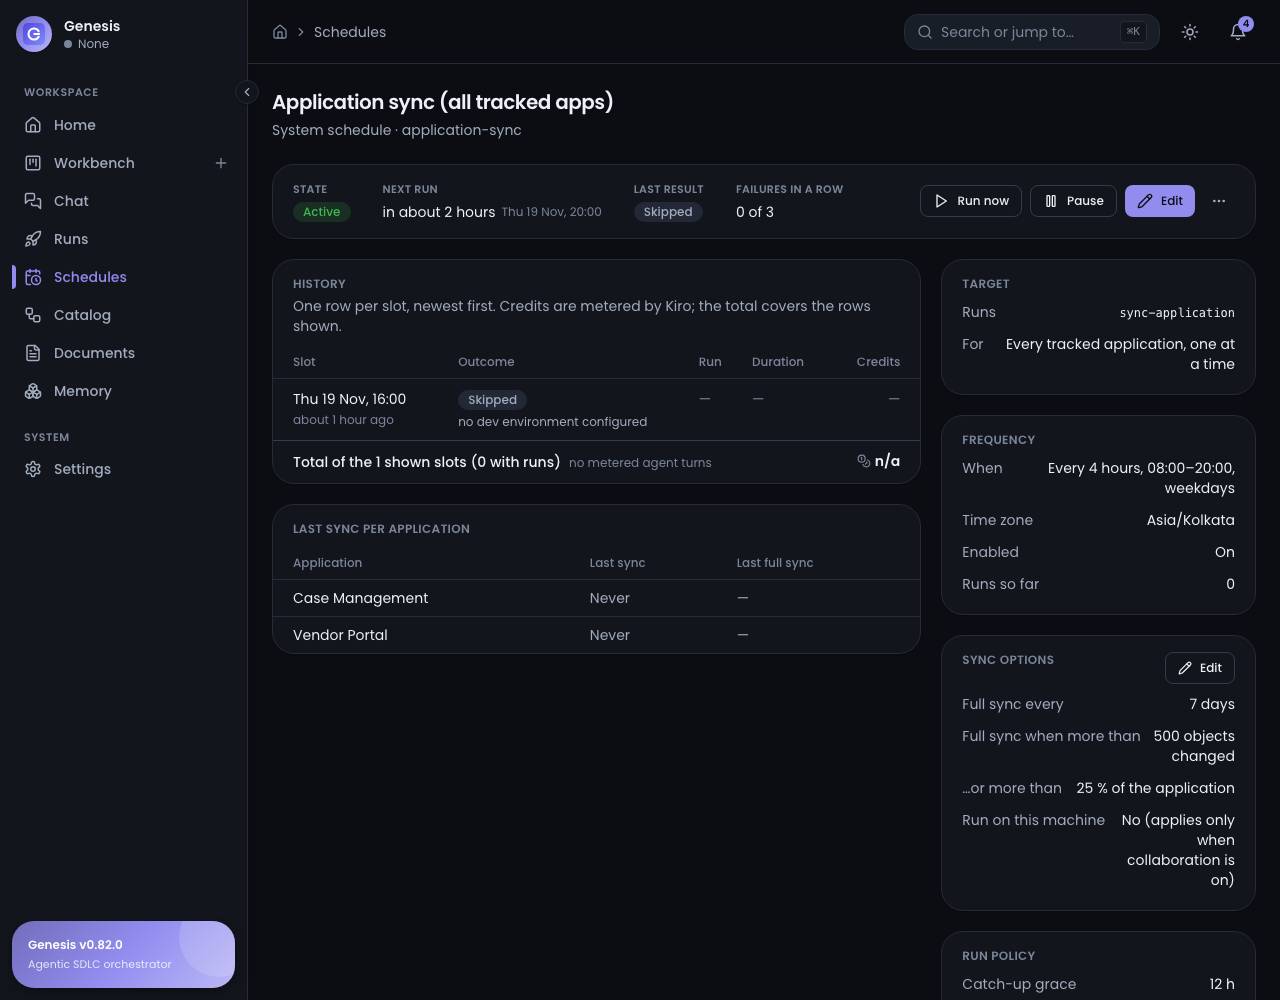 Genesis
None
WORKSPACE
Home
Workbench
Chat
Runs
Schedules
Catalog
Documents
Memory
SYSTEM
Settings
Genesis v0.82.0
Agentic SDLC orchestrator
Schedules
Search or jump to...
⌘K
4
Application sync (all tracked apps)
System schedule · application-sync
STATE
Active
NEXT RUN
in about 2 hours Thu 19 Nov, 20:00
LAST RESULT
Skipped
FAILURES IN A ROW
0 of 3
Run now
Pause
Edit
HISTORY
One row per slot, newest first. Credits are metered by Kiro; the total covers the rows
shown.
Slot Outcome Run Duration Credits
Thu 19 Nov, 16:00 Skipped — — —
about 1 hour ago no dev environment configured
Total of the 1 shown slots (0 with runs) no metered agent turns n/a
LAST SYNC PER APPLICATION
Application Last sync Last full sync
Case Management Never —
Vendor Portal Never —
TARGET
Runs sync-application
For Every tracked application, one at
a time
FREQUENCY
When Every 4 hours, 08:00–20:00,
weekdays
Time zone Asia/Kolkata
Enabled On
Runs so far 0
SYNC OPTIONS
Edit
Full sync every 7 days
Full sync when more than 500 objects
changed
…or more than 25 % of the application
Run on this machine No (applies only
when
collaboration is
on)
RUN POLICY
Catch-up grace 12 h